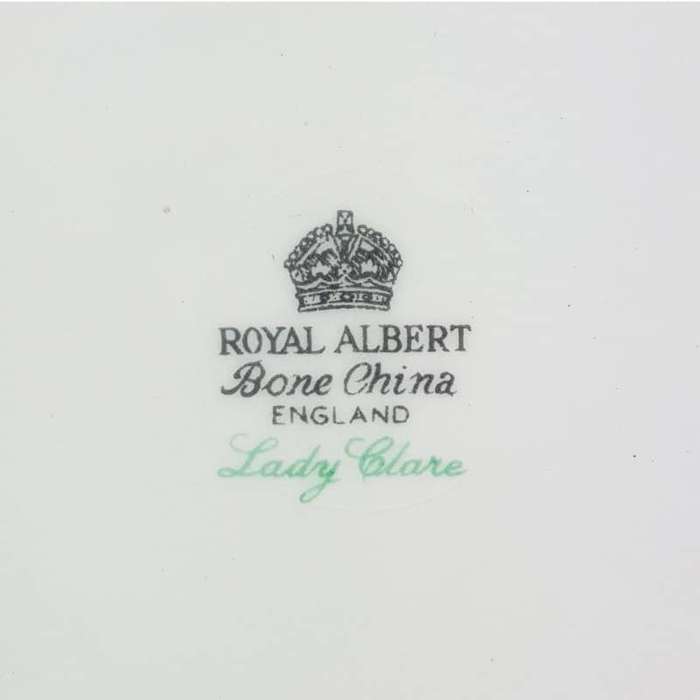 ROYAL ALBERT
Bone China
ENGLAND
Lady Clare